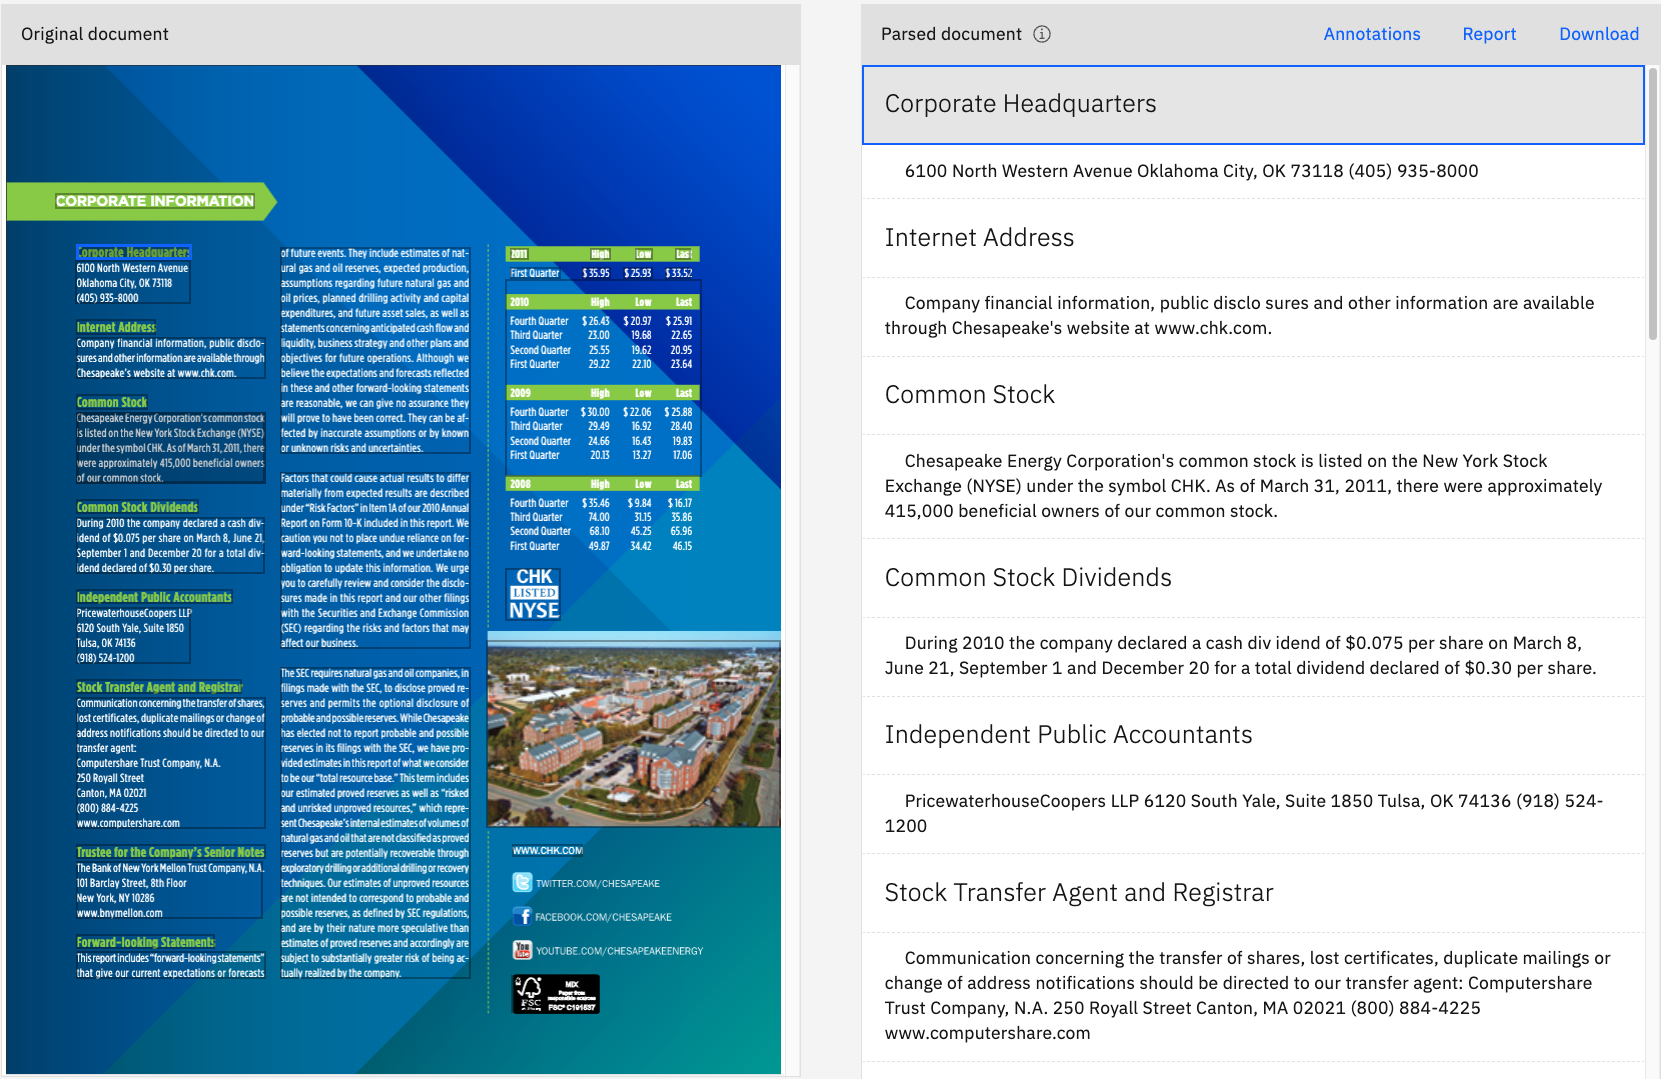 Original document
CORPORATE INFORMATION
Corporate Headquarters
6100 North Western Avenue
Oklahoma City, OK 73118
(405) 935-8000
Internet Address
Company financial information, public disclo-
sures and other information are available through
Chesapeake's website at www.chk.com.
Common Stock
Chesapeake Energy Corporation's common stock
is listed on the New York Stock Exchange (NYSE)
under the symbol CHK. As of March 31, 2011, there
were approximately 415,000 beneficial owners
of our common stock.
Common Stock Dividends
During 2010 the company declared a cash div-
idend of $0.075 per share on March 8, June 21,
September 1 and December 20 for a total div-
idend declared of $0.30 per share.
Independent Public Accountants
PricewaterhouseCoopers LLP
6120 South Yale, Suite 1850
Tulsa, OK 74136
(918) 524-1200
Stock Transfer Agent and Registrar
Communication concerning the transfer of shares,
lost certificates, duplicate mailings or change of
address notifications should be directed to our
transfer agent:
Computershare Trust Company, N.A.
250 Royall Street
Canton, MA 02021
(800) 884-4225
www.computershare.com
Trustee for the Company's Senior Notes
The Bank of New York Mellon Trust Company, N.A.
101 Barclay Street, 8th Floor
New York, NY 10286
www.bnymellon.com
Forward-looking Statements
This report includes "forward-looking statements"
that give our current expectations or forecasts
of future events. They include estimates of nat-
ural gas and oil reserves, expected production,
assumptions regarding future natural gas and
oil prices, planned drilling activity and capital
expenditures, and future asset sales, as well as
statements concerning anticipated cash flow and
liquidity, business strategy and other plans and
objectives for future operations. Although we
believe the expectations and forecasts reflected
in these and other forward-looking statements
are reasonable, we can give no assurance they
will prove to have been correct. They can be af-
fected by inaccurate assumptions or by known
or unknown risks and uncertainties.
Factors that could cause actual results to differ
materially from expected results are described
under "Risk Factors" in Item 1A of our 2010 Annual
Report on Form 10-K included in this report. We
caution you not to place undue reliance on for-
ward-looking statements, and we undertake no
obligation to update this information. We urge
you to carefully review and consider the disclo-
sures made in this report and our other filings
with the Securities and Exchange Commission
(SEC) regarding the risks and factors that may
affect our business.
The SEC requires natural gas and oil companies, in
filings made with the SEC, to disclose proved re-
serves and permits the optional disclosure of
probable and possible reserves. While Chesapeake
has elected not to report probable and possible
reserves in its filings with the SEC, we have pro-
vided estimates in this report of what we consider
to be our "total resource base." This term includes
our estimated proved reserves as well as "risked
and unrisked unproved resources," which repre-
sent Chesapeake's internal estimates of volumes of
natural gas and oil that are not classified as proved
reserves but are potentially recoverable through
exploratory drilling or additional drilling or recovery
techniques. Our estimates of unproved resources
are not intended to correspond to probable and
possible reserves, as defined by SEC regulations,
and are by their nature more speculative than
estimates of proved reserves and accordingly are
subject to substantially greater risk of being ac-
tually realized by the company.
2011 High Low Last
First Quarter $ 35.95 $ 25.93 $ 33.52
2010 High Low Last
Fourth Quarter $ 26.43 $ 20.97 $ 25.91
Third Quarter 23.00 19.68 22.65
Second Quarter 25.55 19.62 20.95
First Quarter 29.22 22.10 23.64
2009 High Low Last
Fourth Quarter $ 30.00 $ 22.06 $ 25.88
Third Quarter 29.49 16.92 28.40
Second Quarter 24.66 16.43 19.83
First Quarter 20.13 13.27 17.06
2008 High Low Last
Fourth Quarter $ 35.46 $ 9.84 $ 16.17
Third Quarter 74.00 31.15 35.86
Second Quarter 68.10 45.25 65.96
First Quarter 49.87 34.42 46.15
CHK
LISTED
NYSE
WWW.CHK.COM
TWITTER.COM/CHESAPEAKE
FACEBOOK.COM/CHESAPEAKE
You Tube YOUTUBE.COM/CHESAPEAKEENERGY
FSC
MIX
Paper from
responsible sources
FSC® C191537
Parsed document Annotations Report Download
Corporate Headquarters
6100 North Western Avenue Oklahoma City, OK 73118 (405) 935-8000
Internet Address
Company financial information, public disclo sures and other information are available
through Chesapeake's website at www.chk.com.
Common Stock
Chesapeake Energy Corporation's common stock is listed on the New York Stock
Exchange (NYSE) under the symbol CHK. As of March 31, 2011, there were approximately
415,000 beneficial owners of our common stock.
Common Stock Dividends
During 2010 the company declared a cash div idend of $0.075 per share on March 8,
June 21, September 1 and December 20 for a total dividend declared of $0.30 per share.
Independent Public Accountants
PricewaterhouseCoopers LLP 6120 South Yale, Suite 1850 Tulsa, OK 74136 (918) 524-
1200
Stock Transfer Agent and Registrar
Communication concerning the transfer of shares, lost certificates, duplicate mailings or
change of address notifications should be directed to our transfer agent: Computershare
Trust Company, N.A. 250 Royall Street Canton, MA 02021 (800) 884-4225
www.computershare.com